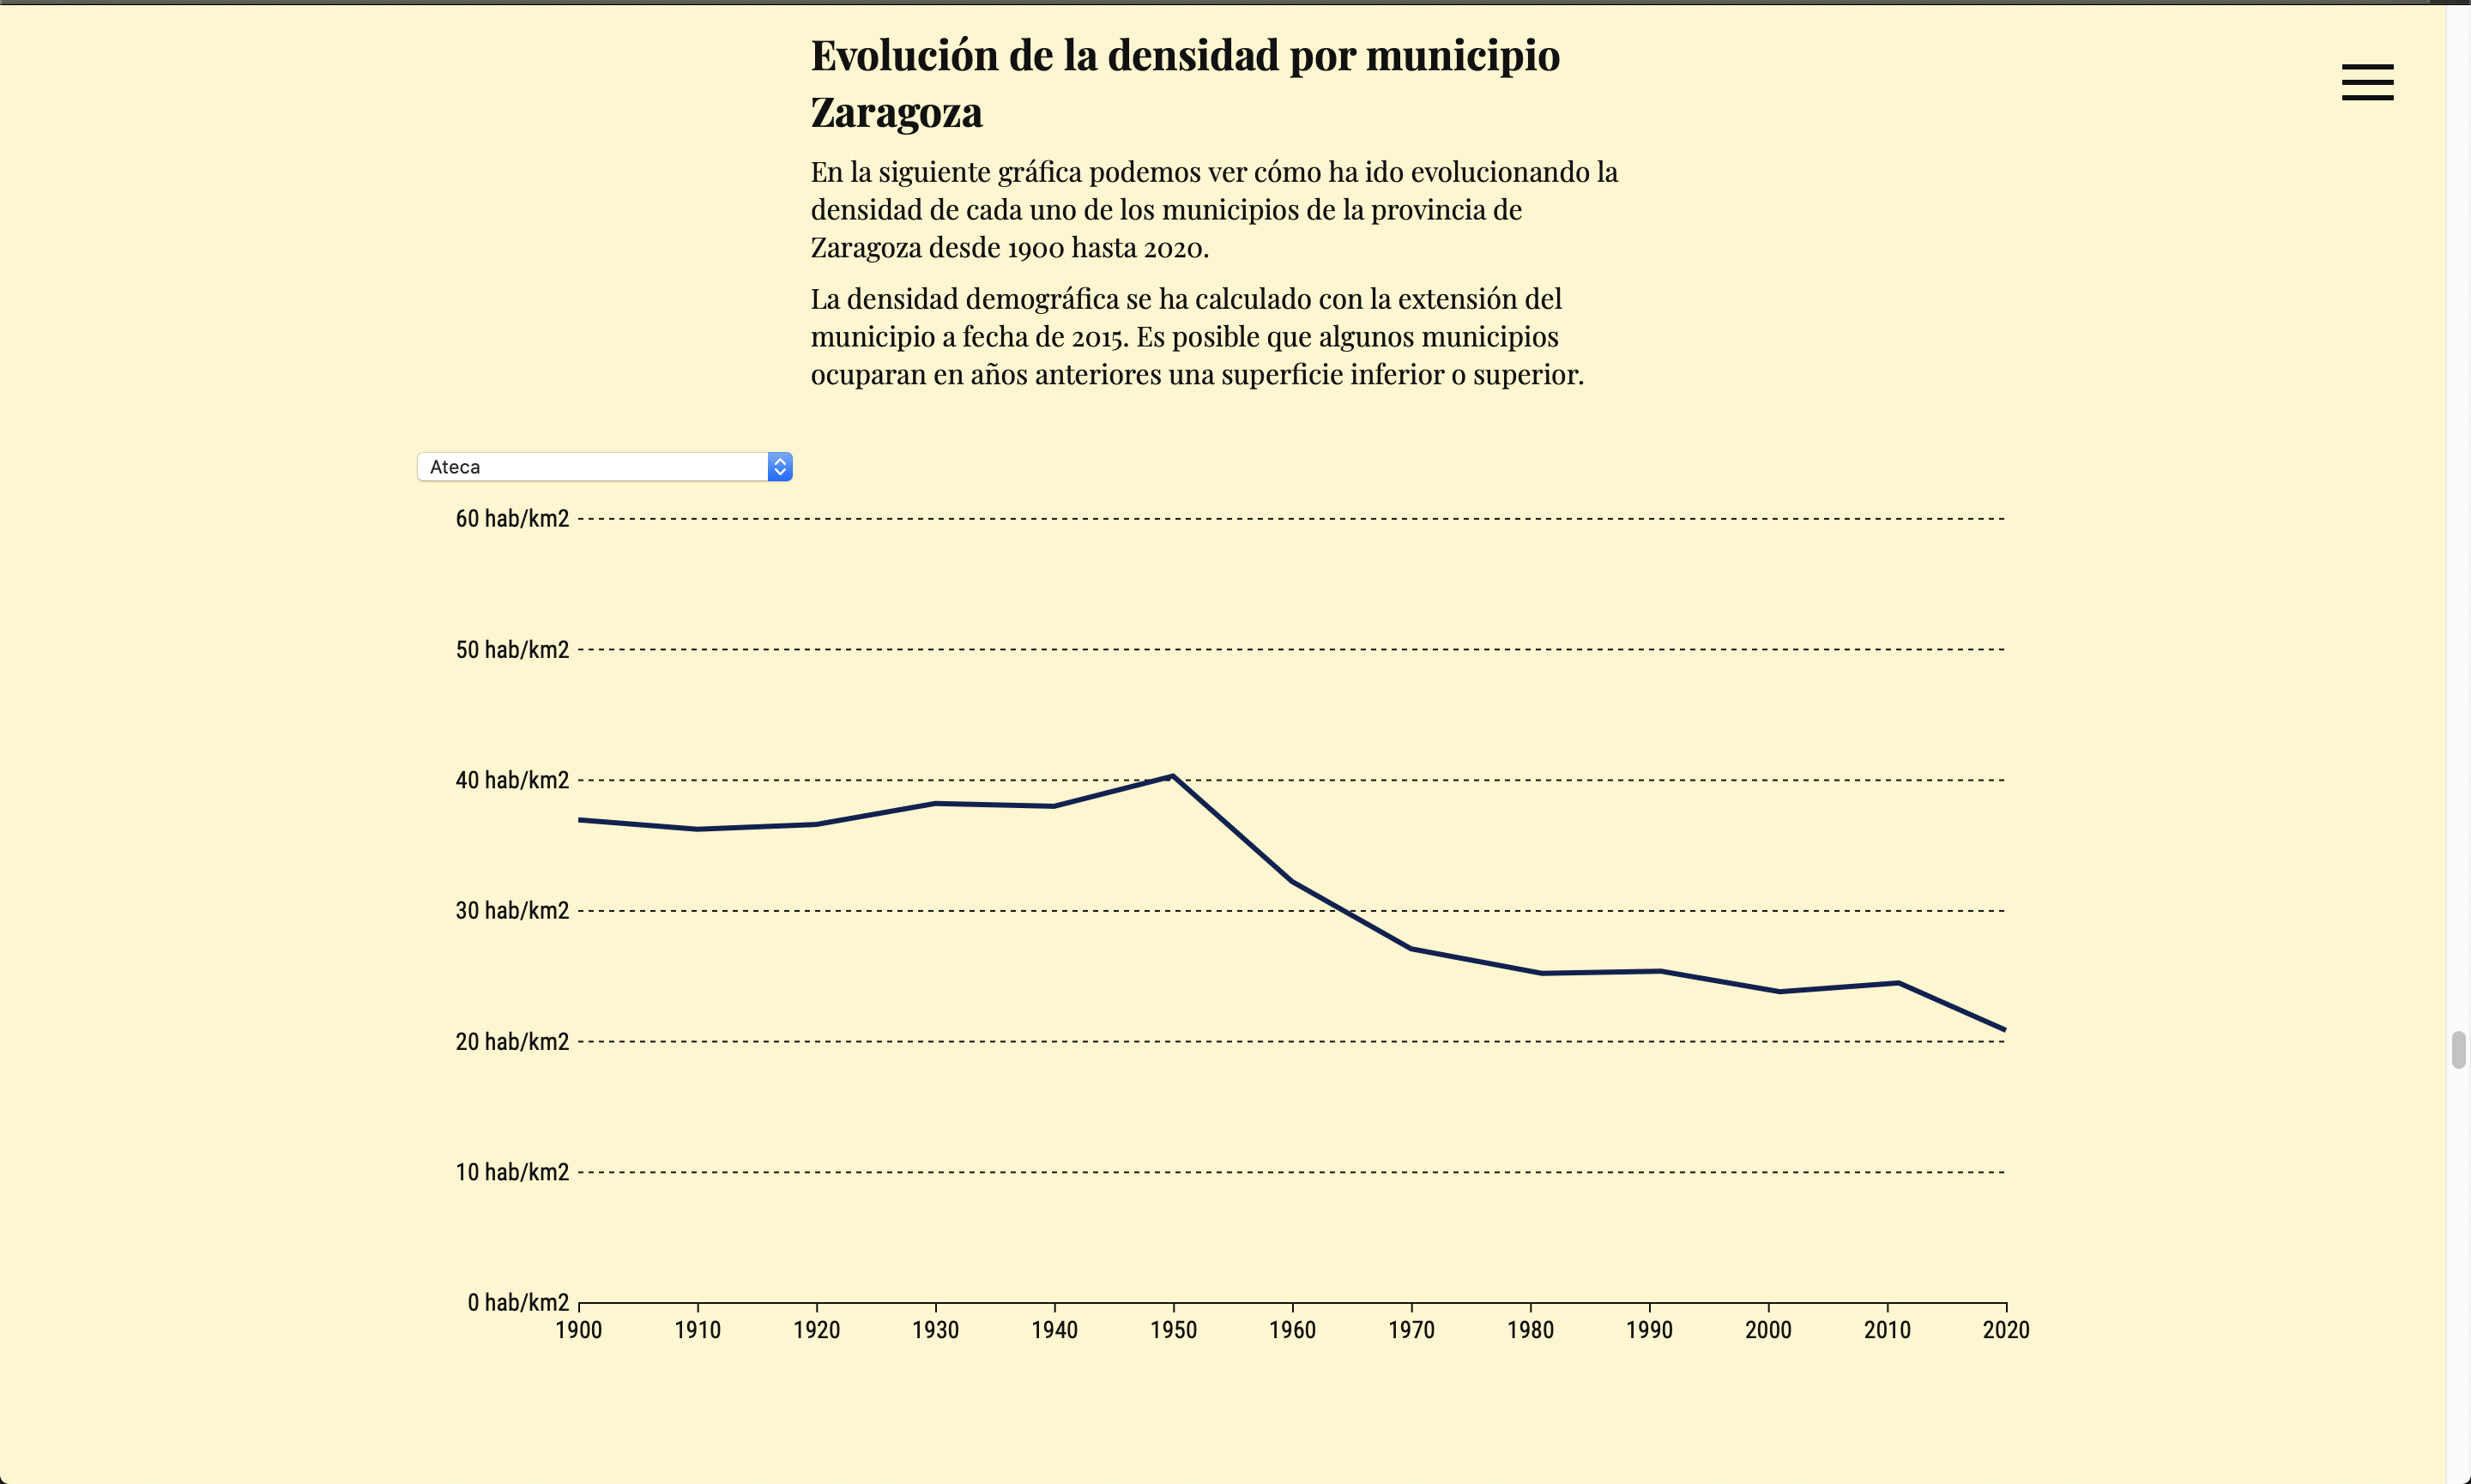 Evolución de la densidad por municipio
Zaragoza
En la siguiente gráfica podemos ver cómo ha ido evolucionando la
densidad de cada uno de los municipios de la provincia de
Zaragoza desde 1900 hasta 2020.
La densidad demográfica se ha calculado con la extensión del
municipio a fecha de 2015. Es posible que algunos municipios
ocuparan en años anteriores una superficie inferior o superior.
Ateca
60 hab/km2
50 hab/km2
40 hab/km2
30 hab/km2
20 hab/km2
10 hab/km2
0 hab/km2
1900 1910 1920 1930 1940 1950 1960 1970 1980 1990 2000 2010 2020